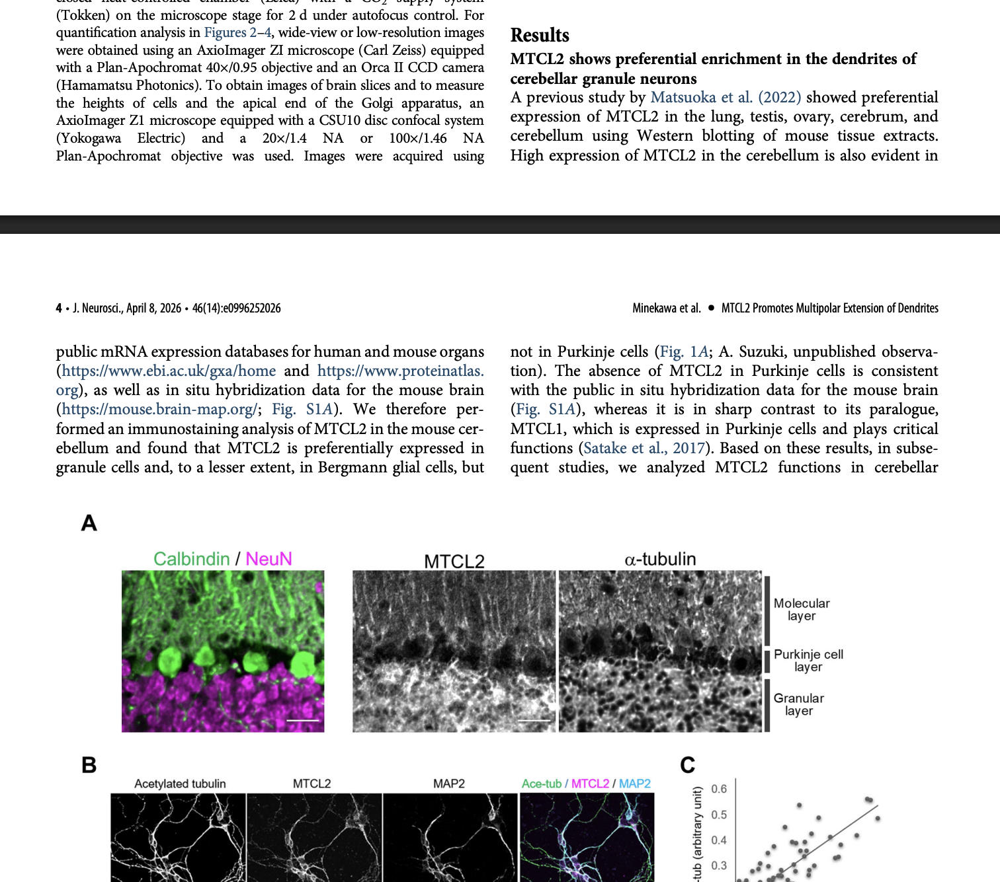 closed heat-controlled chamber (Leica) with a CO2 supply system
(Tokken) on the microscope stage for 2 d under autofocus control. For
quantification analysis in Figures 2–4, wide-view or low-resolution images
were obtained using an AxioImager ZI microscope (Carl Zeiss) equipped
with a Plan-Apochromat 40×/0.95 objective and an Orca II CCD camera
(Hamamatsu Photonics). To obtain images of brain slices and to measure
the heights of cells and the apical end of the Golgi apparatus, an
AxioImager Z1 microscope equipped with a CSU10 disc confocal system
(Yokogawa Electric) and a 20×/1.4 NA or 100×/1.46 NA
Plan-Apochromat objective was used. Images were acquired using
Results
MTCL2 shows preferential enrichment in the dendrites of
cerebellar granule neurons
A previous study by Matsuoka et al. (2022) showed preferential
expression of MTCL2 in the lung, testis, ovary, cerebrum, and
cerebellum using Western blotting of mouse tissue extracts.
High expression of MTCL2 in the cerebellum is also evident in
4 • J. Neurosci., April 8, 2026 • 46(14):e0996252026
Minekawa et al. • MTCL2 Promotes Multipolar Extension of Dendrites
public mRNA expression databases for human and mouse organs
(https://www.ebi.ac.uk/gxa/home and https://www.proteinatlas.
org), as well as in situ hybridization data for the mouse brain
(https://mouse.brain-map.org/; Fig. S1A). We therefore per-
formed an immunostaining analysis of MTCL2 in the mouse cer-
ebellum and found that MTCL2 is preferentially expressed in
granule cells and, to a lesser extent, in Bergmann glial cells, but
not in Purkinje cells (Fig. 1A; A. Suzuki, unpublished observa-
tion). The absence of MTCL2 in Purkinje cells is consistent
with the public in situ hybridization data for the mouse brain
(Fig. S1A), whereas it is in sharp contrast to its paralogue,
MTCL1, which is expressed in Purkinje cells and plays critical
functions (Satake et al., 2017). Based on these results, in subse-
quent studies, we analyzed MTCL2 functions in cerebellar
A
Calbindin / NeuN
MTCL2
α-tubulin
Molecular
layer
Purkinje cell
layer
Granular
layer
B
Acetylated tubulin
MTCL2
MAP2
Ace-tub / MTCL2 / MAP2
C
-tub (arbitrary unit)
0.6
0.5
0.4
0.3